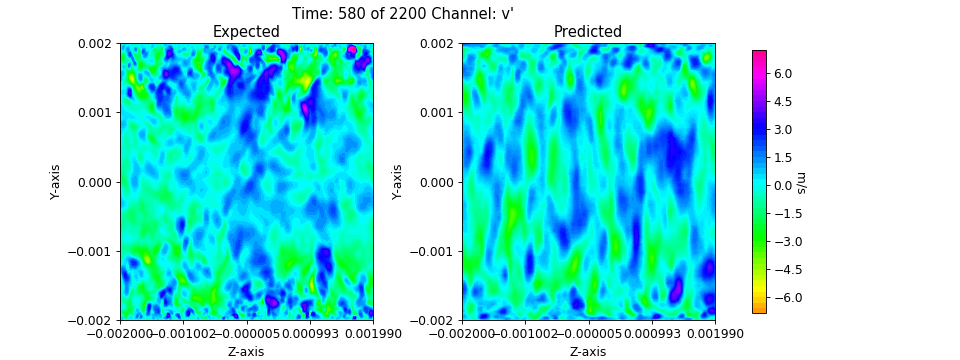 Time: 580 of 2200 Channel: v'
Expected
Predicted
0.002
0.001
0.000
−0.001
−0.002
Y-axis
−0.002000 −0.001002 −0.000005 0.000993 0.001990
Z-axis
0.002
0.001
0.000
−0.001
−0.002
Y-axis
−0.002000 −0.001002 −0.000005 0.000993 0.001990
Z-axis
6.0
4.5
3.0
1.5
0.0
−1.5
−3.0
−4.5
−6.0
m/s